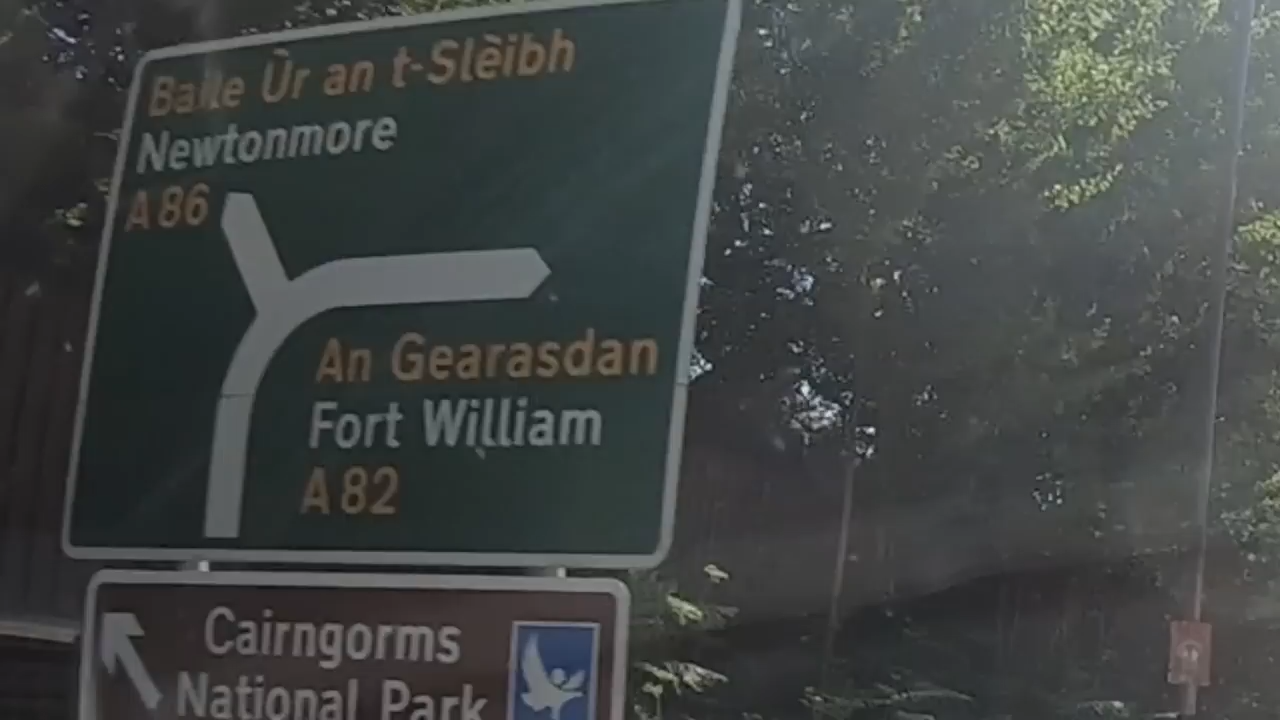 Baile Ùr an t-Slèibh
Newtonmore
A86
An Gearasdan
Fort William
A82
Cairngorms
National Park